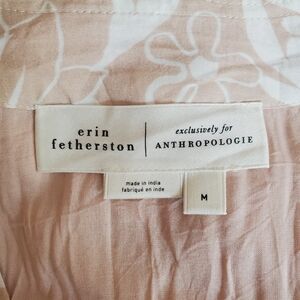 erin
fetherston
exclusively for
ANTHROPOLOGIE
made in india
fabriqué en inde
M